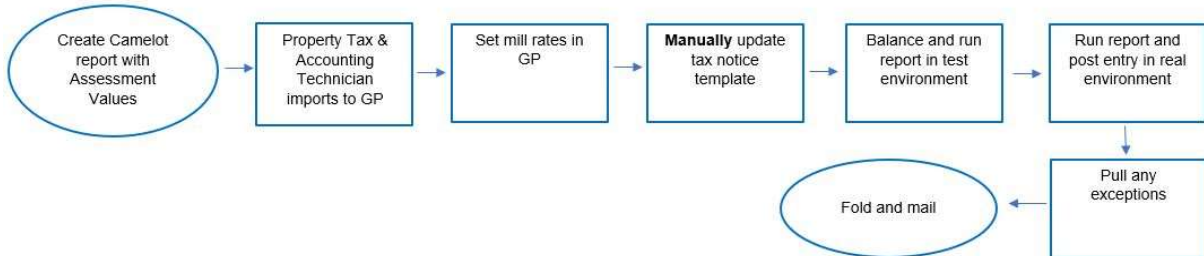 Create Camelot
report with
Assessment
Values
Property Tax &
Accounting
Technician
imports to GP
Set mill rates in
GP
Manually update
tax notice
template
Balance and run
report in test
environment
Run report and
post entry in real
environment
Pull any
exceptions
Fold and mail